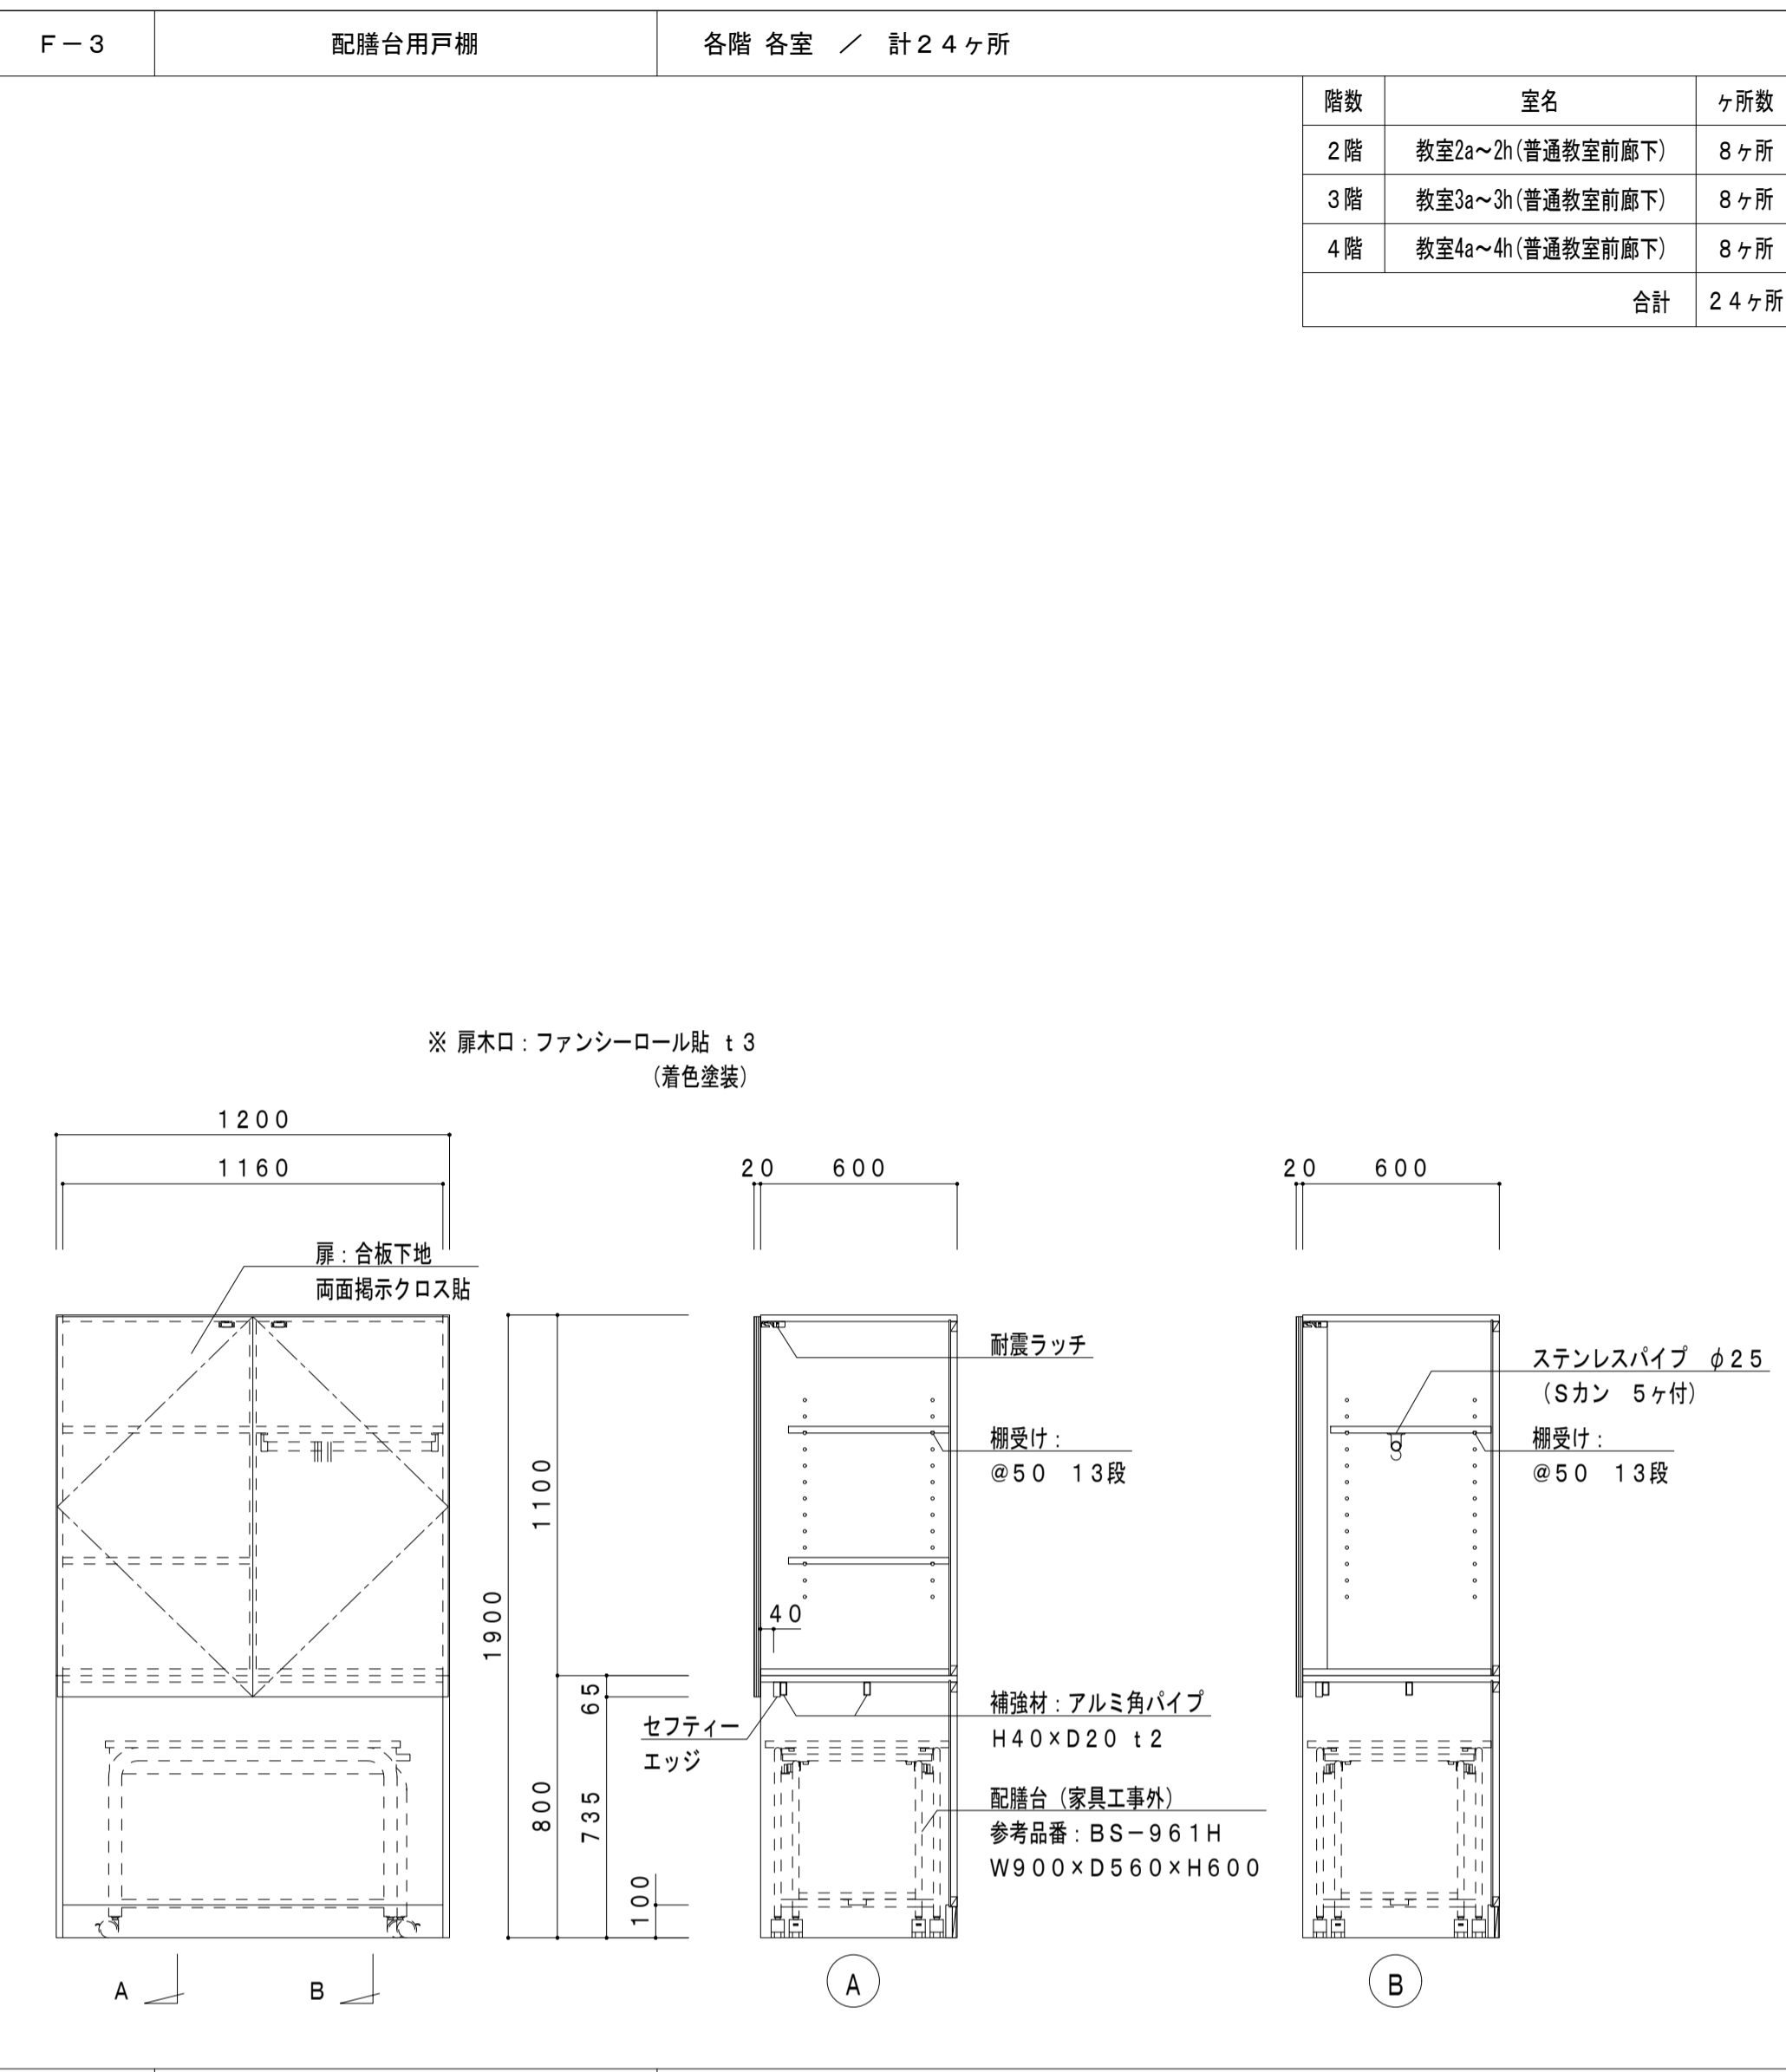 Ｆ－３ 配膳台用戸棚 各階 各室 ／ 計２４ヶ所
階数 室名 ヶ所数
２階 教室2a～2h(普通教室前廊下) ８ヶ所
３階 教室3a～3h(普通教室前廊下) ８ヶ所
４階 教室4a～4h(普通教室前廊下) ８ヶ所
合計 ２４ヶ所
※ 扉木口：ファンシーロール貼 ｔ３
(着色塗装)
1200
1160
扉：合板下地
両面掲示クロス貼
1900
1100
800
65
735
100
20 600
耐震ラッチ
棚受け：
@50 13段
40
セフティー
エッジ
補強材：アルミ角パイプ
H40×D20 t2
配膳台（家具工事外）
参考品番：BS－961H
W900×D560×H600
20 600
ステンレスパイプ φ25
（Sカン 5ヶ付）
棚受け：
@50 13段
A B
A
B